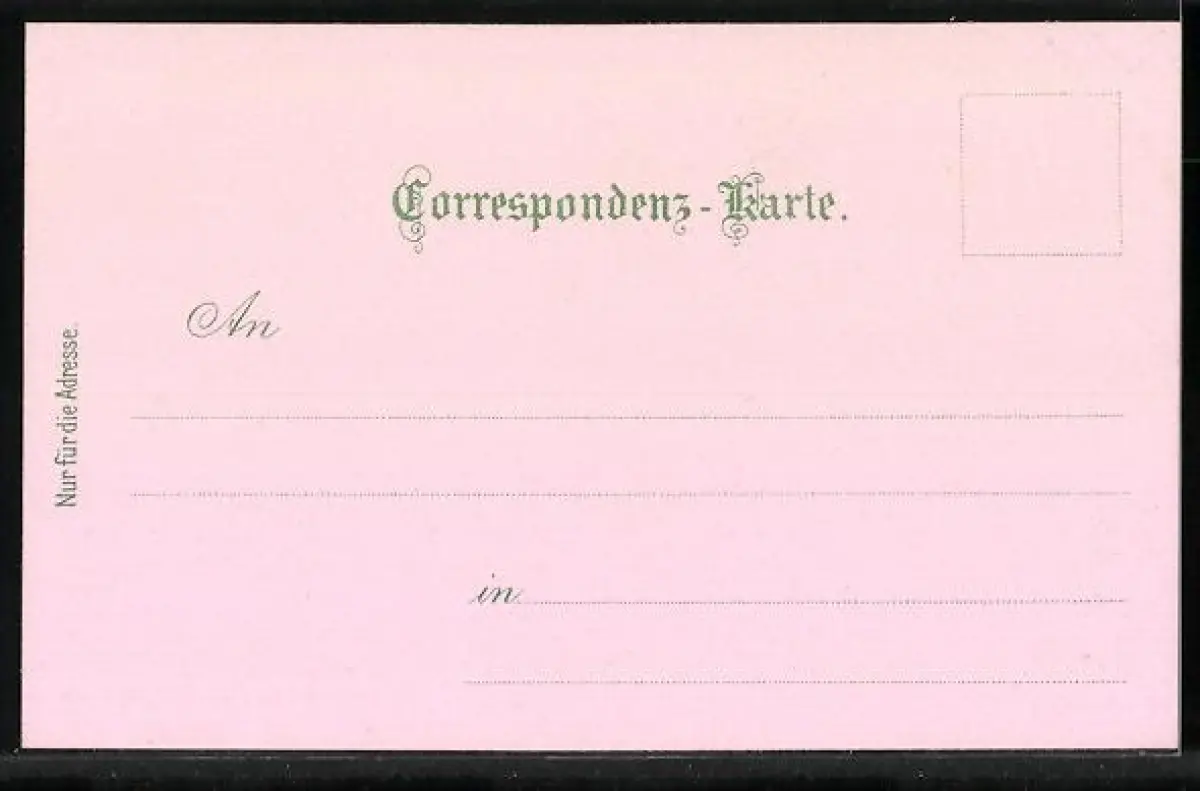 Correspondenz-Karte.
An
in
Nur für die Adresse.